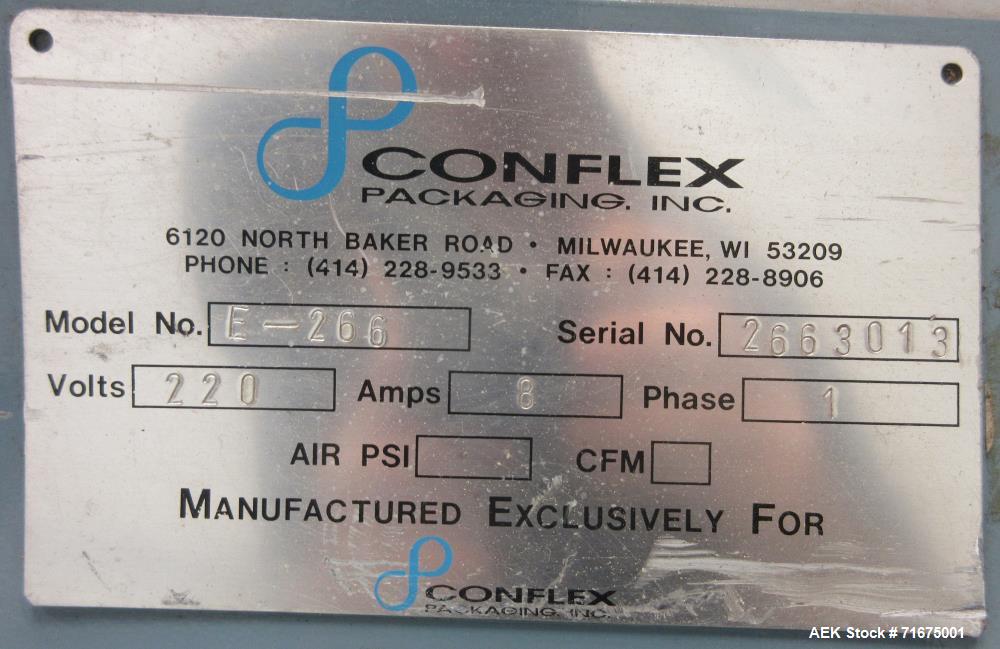 CONFLEX
PACKAGING. INC.
6120 NORTH BAKER ROAD • MILWAUKEE, WI 53209
PHONE : (414) 228-9533 • FAX : (414) 228-8906
Model No. E-266 Serial No. 2663013
Volts 220 Amps 8 Phase 1
AIR PSI CFM
MANUFACTURED EXCLUSIVELY FOR
CONFLEX
PACKAGING. INC.
AEK Stock # 71675001